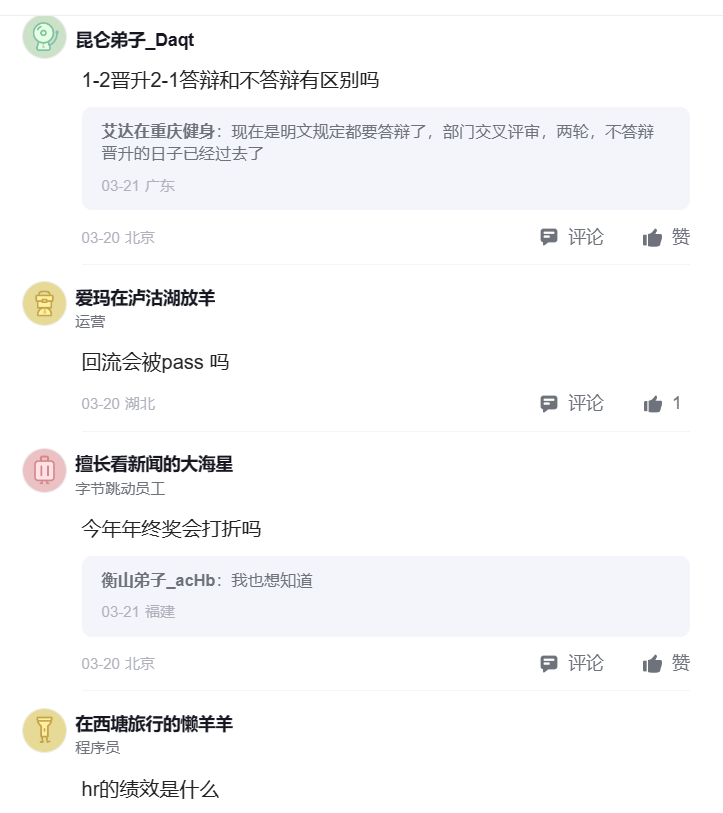 昆仑弟子_Daqt
1-2晋升2-1答辩和不答辩有区别吗
艾达在重庆健身：现在是明文规定都要答辩了，部门交叉评审，两轮，不答辩
晋升的日子已经过去了
03-21 广东
03-20 北京 评论 赞
爱玛在泸沽湖放羊
运营
回流会被pass 吗
03-20 湖北 评论 1
擅长看新闻的大海星
字节跳动员工
今年年终奖会打折吗
衡山弟子_acHb：我也想知道
03-21 福建
03-20 北京 评论 赞
在西塘旅行的懒羊羊
程序员
hr的绩效是什么